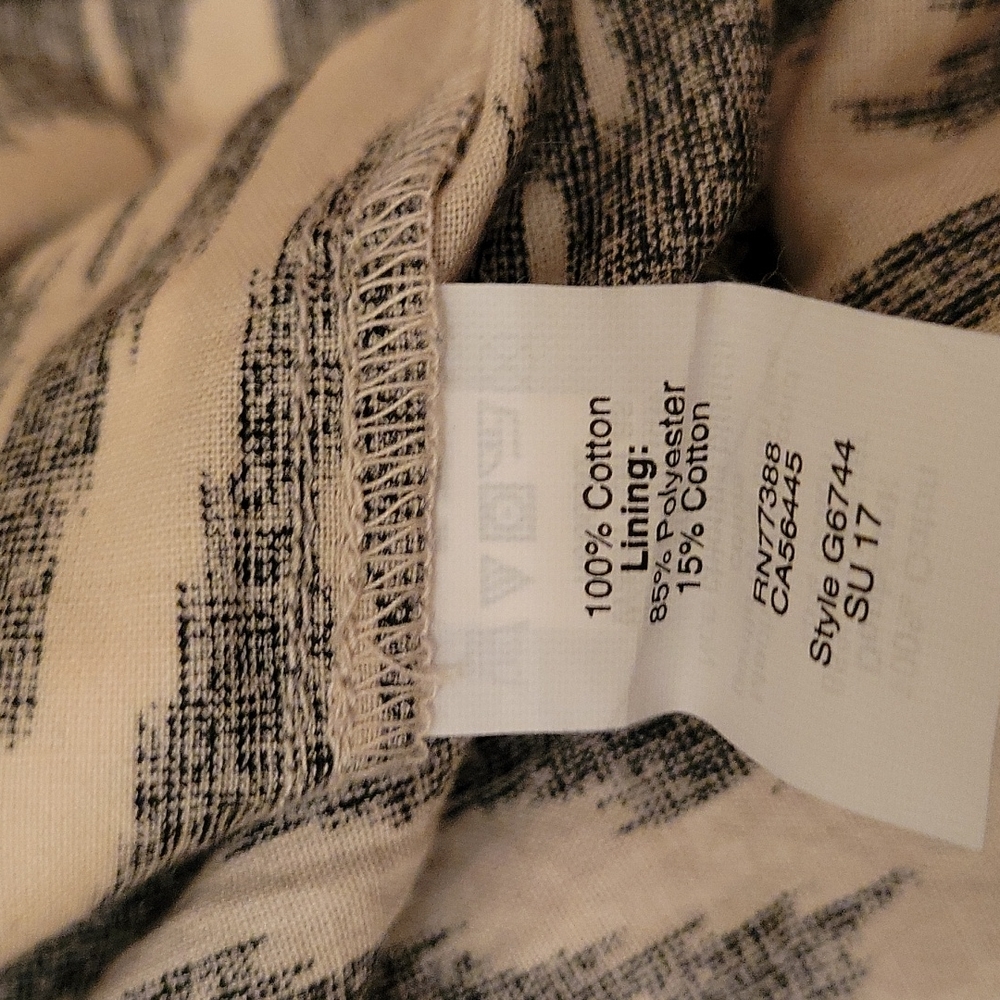 100% Cotton
Lining:
85% Polyester
15% Cotton
RN77388
CA56445
Style G6744
SU 17